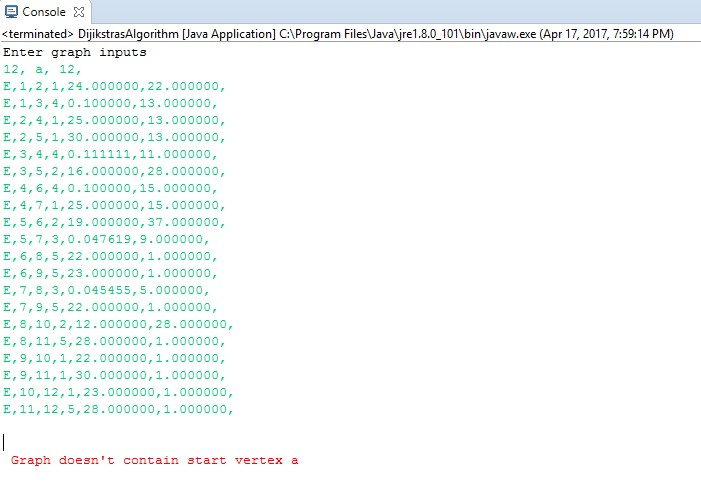 Console
<terminated> DijikstrasAlgorithm [Java Application] C:\Program Files\Java\jre1.8.0_101\bin\javaw.exe (Apr 17, 2017, 7:59:14 PM)
Enter graph inputs
12, a, 12,
E,1,2,1,24.000000,22.000000,
E,1,3,4,0.100000,13.000000,
E,2,4,1,25.000000,13.000000,
E,2,5,1,30.000000,13.000000,
E,3,4,4,0.111111,11.000000,
E,3,5,2,16.000000,28.000000,
E,4,6,4,0.100000,15.000000,
E,4,7,1,25.000000,15.000000,
E,5,6,2,19.000000,37.000000,
E,5,7,3,0.047619,9.000000,
E,6,8,5,22.000000,1.000000,
E,6,9,5,23.000000,1.000000,
E,7,8,3,0.045455,5.000000,
E,7,9,5,22.000000,1.000000,
E,8,10,2,12.000000,28.000000,
E,8,11,5,28.000000,1.000000,
E,9,10,1,22.000000,1.000000,
E,9,11,1,30.000000,1.000000,
E,10,12,1,23.000000,1.000000,
E,11,12,5,28.000000,1.000000,
Graph doesn't contain start vertex a